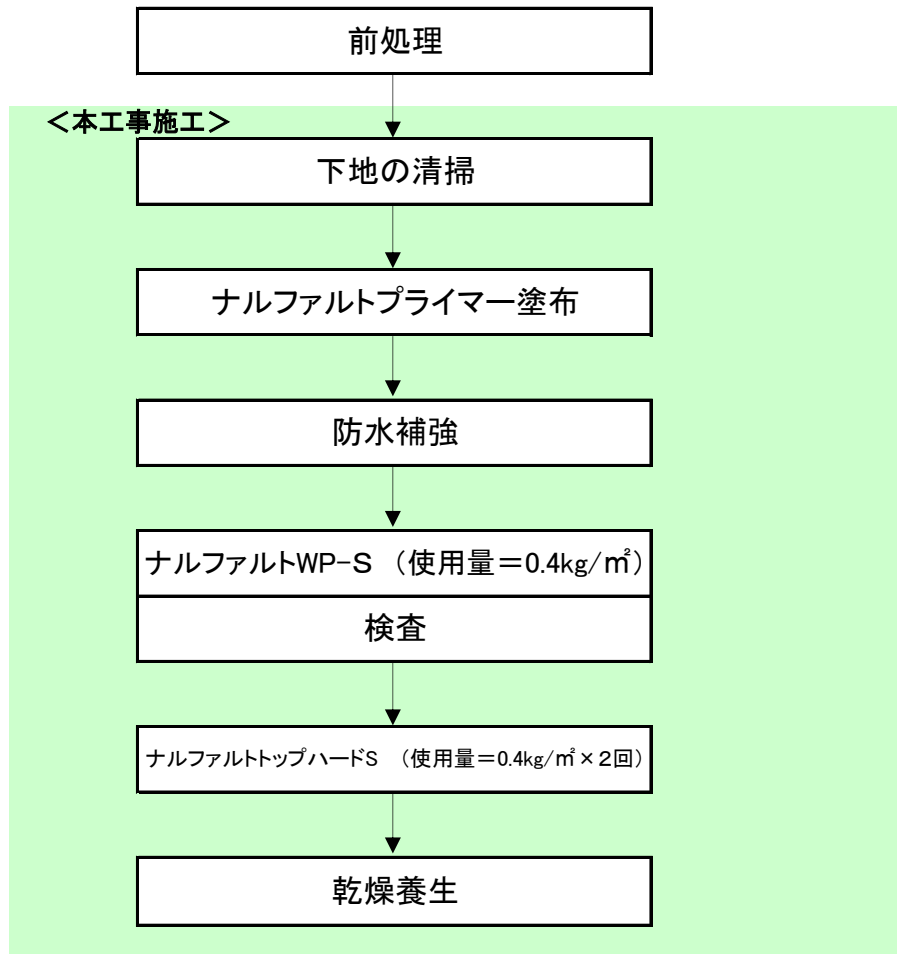 前処理
＜本工事施工＞
下地の清掃
ナルファルトプライマー塗布
防水補強
ナルファルトWP-S （使用量＝0.4kg/㎡）
検査
ナルファルトトップハードS （使用量＝0.4kg/㎡×２回）
乾燥養生